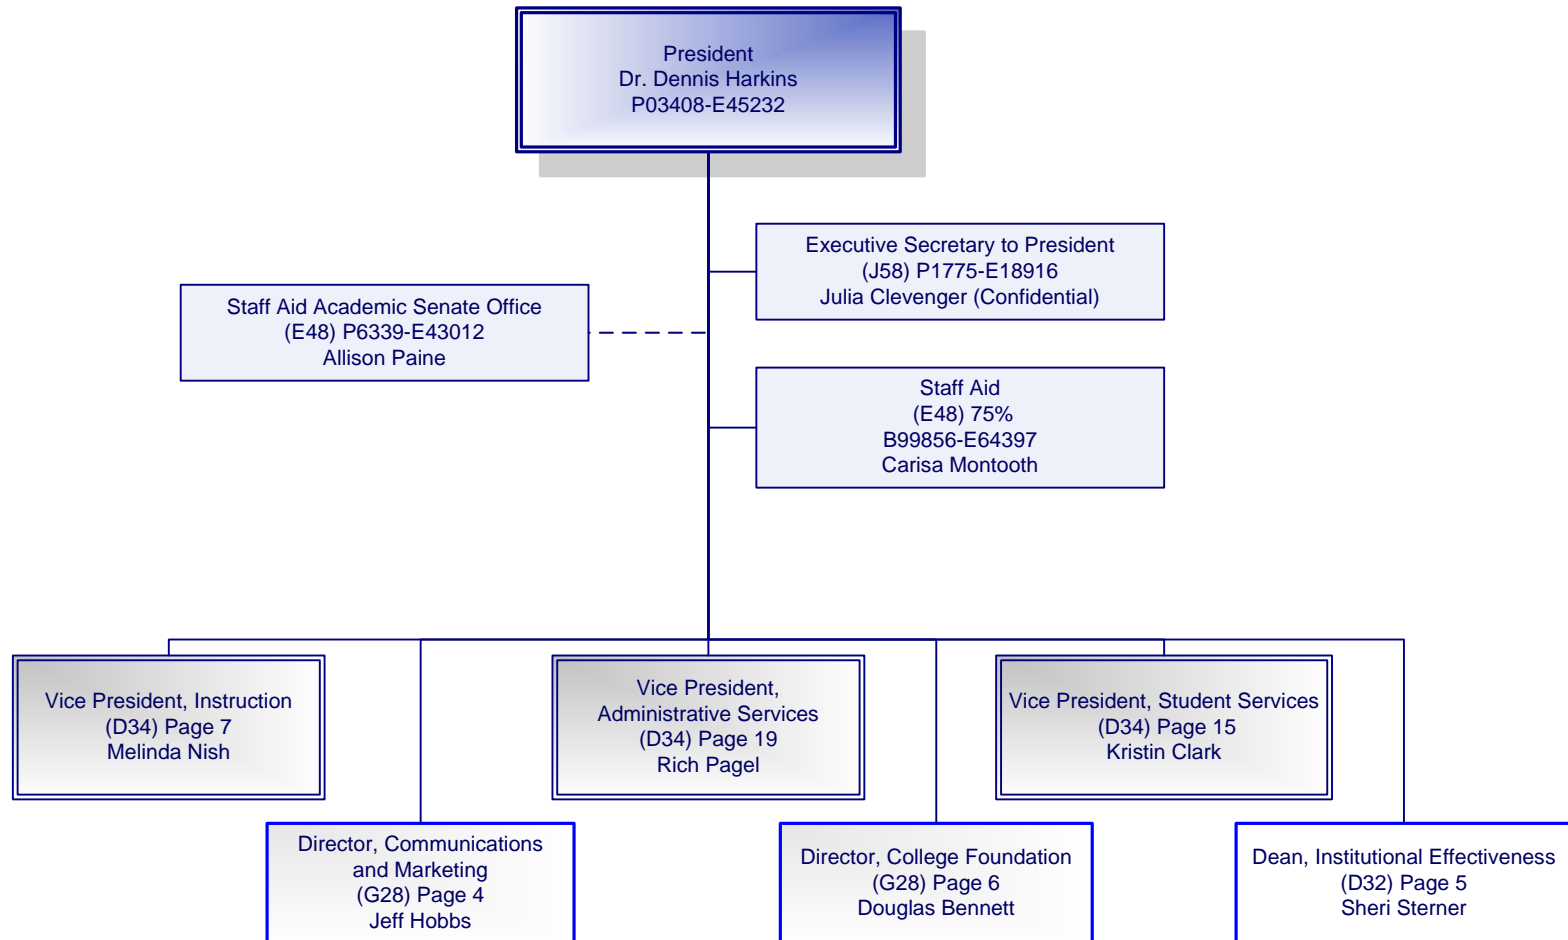 President
Dr. Dennis Harkins
P03408-E45232
Executive Secretary to President
(J58) P1775-E18916
Julia Clevenger (Confidential)
Staff Aid Academic Senate Office
(E48) P6339-E43012
Allison Paine
Staff Aid
(E48) 75%
B99856-E64397
Carisa Montooth
Vice President, Instruction
(D34) Page 7
Melinda Nish
Vice President,
Administrative Services
(D34) Page 19
Rich Pagel
Vice President, Student Services
(D34) Page 15
Kristin Clark
Director, Communications
and Marketing
(G28) Page 4
Jeff Hobbs
Director, College Foundation
(G28) Page 6
Douglas Bennett
Dean, Institutional Effectiveness
(D32) Page 5
Sheri Sterner